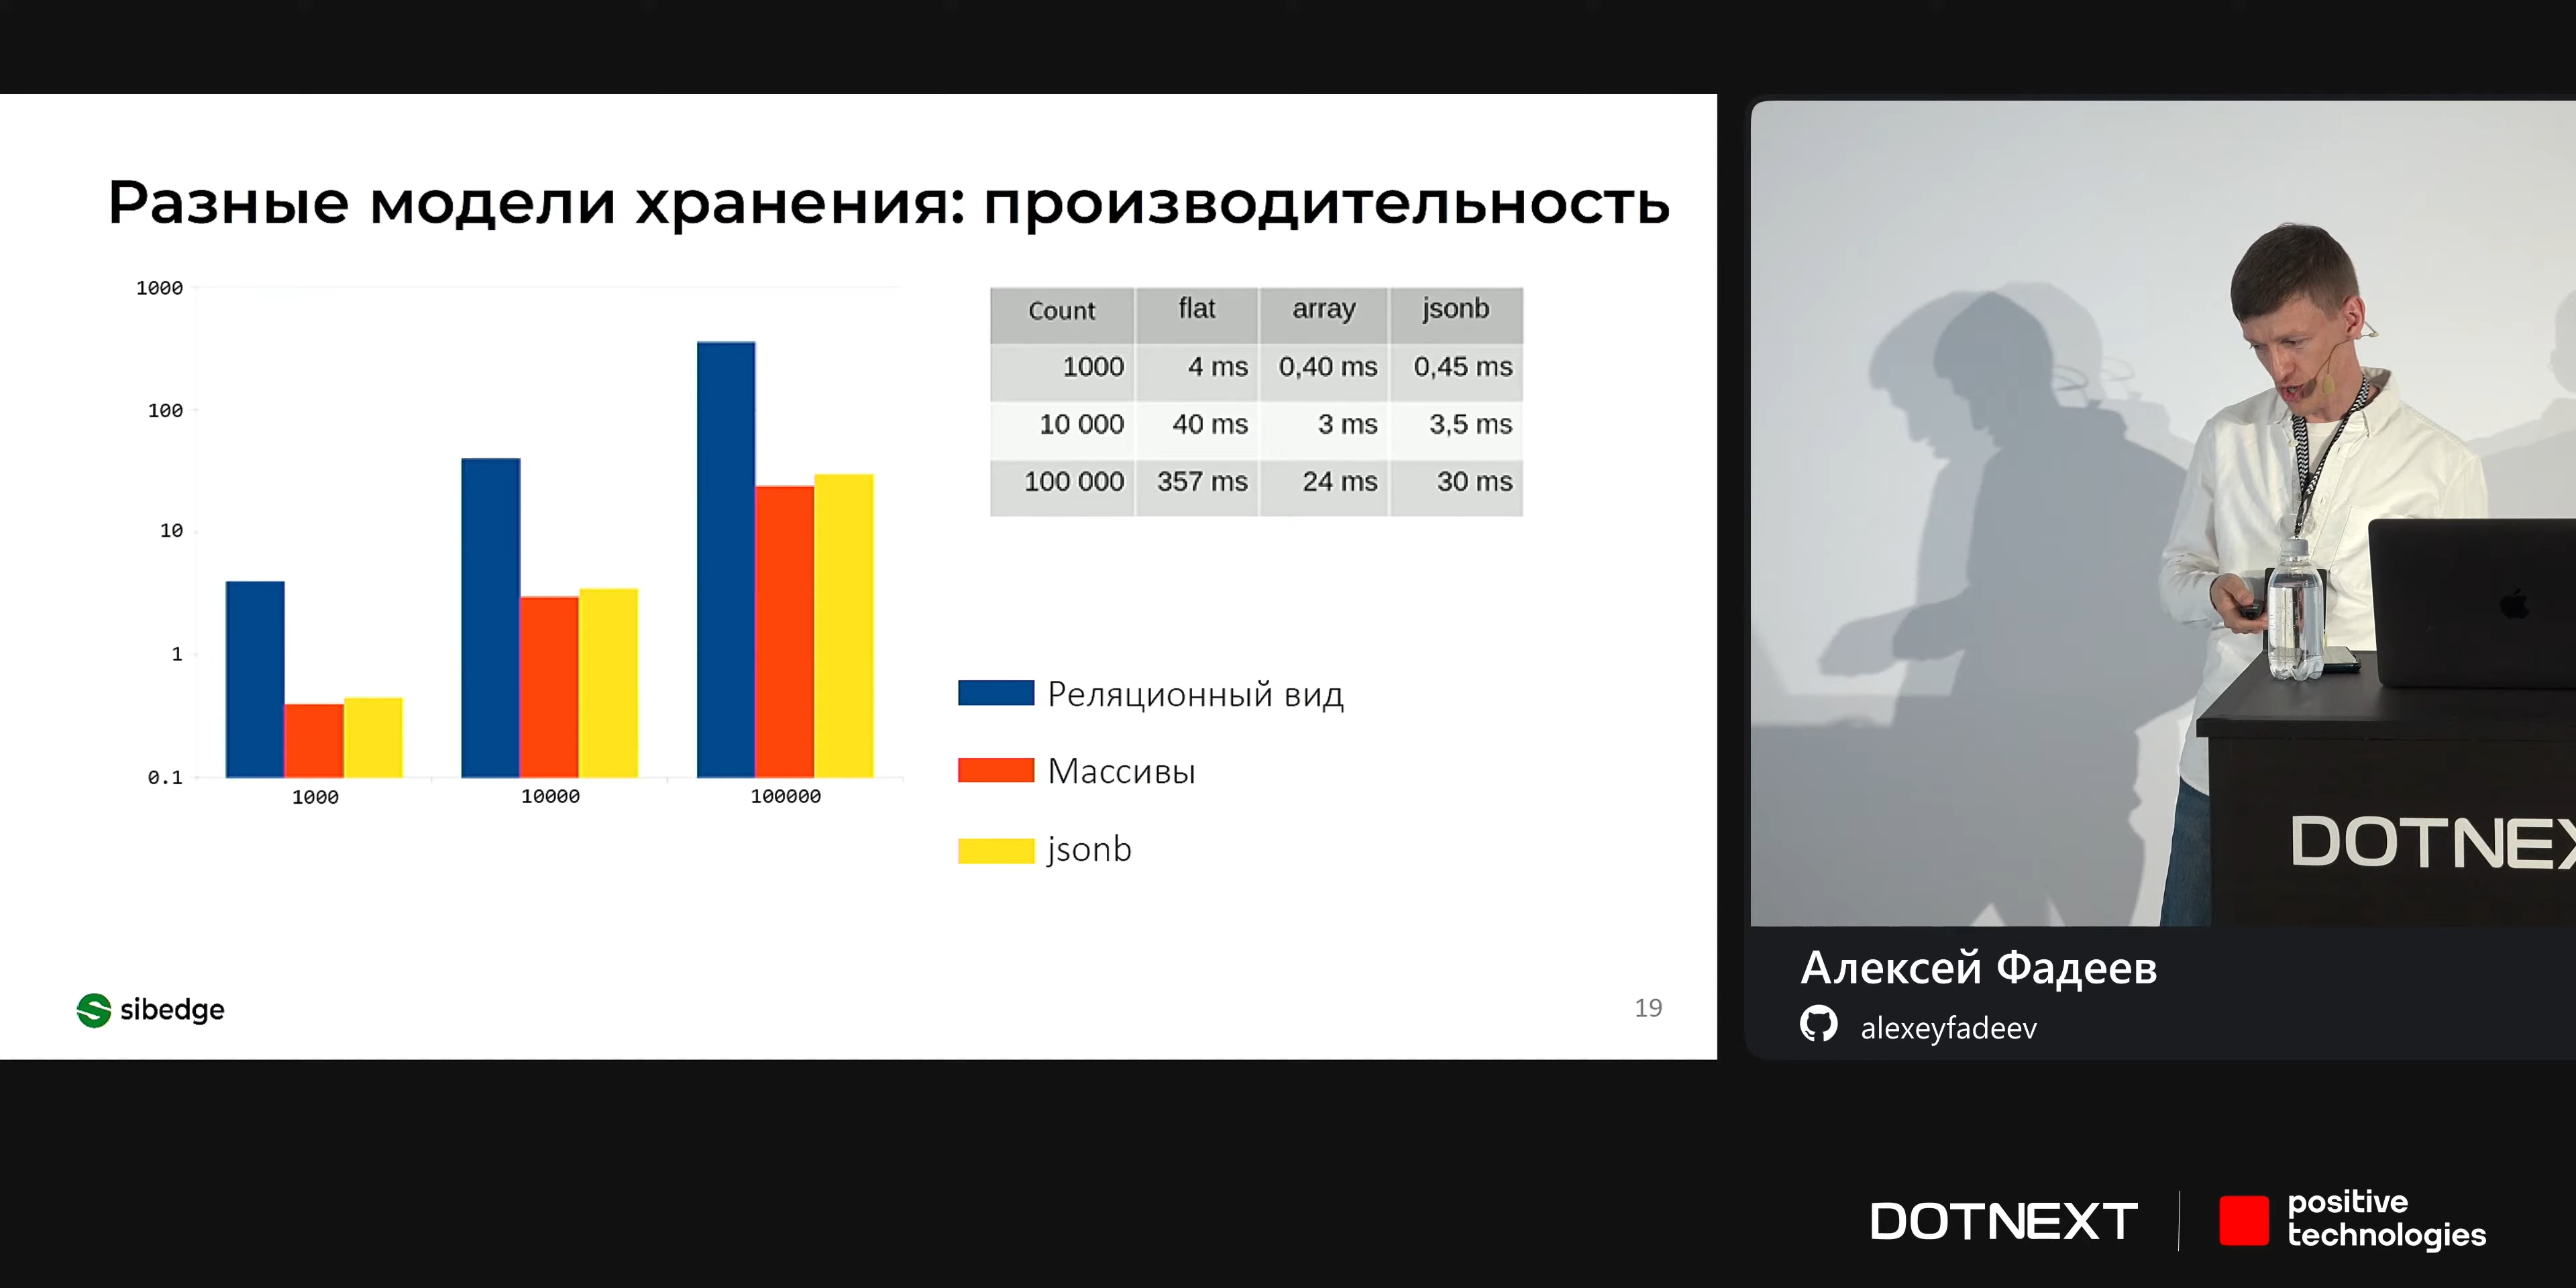 Разные модели хранения: производительность
1000
100
10
1
0.1
1000 10000 100000
Count flat array jsonb
1000 4 ms 0,40 ms 0,45 ms
10 000 40 ms 3 ms 3,5 ms
100 000 357 ms 24 ms 30 ms
Реляционный вид
Массивы
jsonb
sibedge
19
DOTNEX
Алексей Фадеев
alexeyfadeev
DOTNEXT
positive
technologies